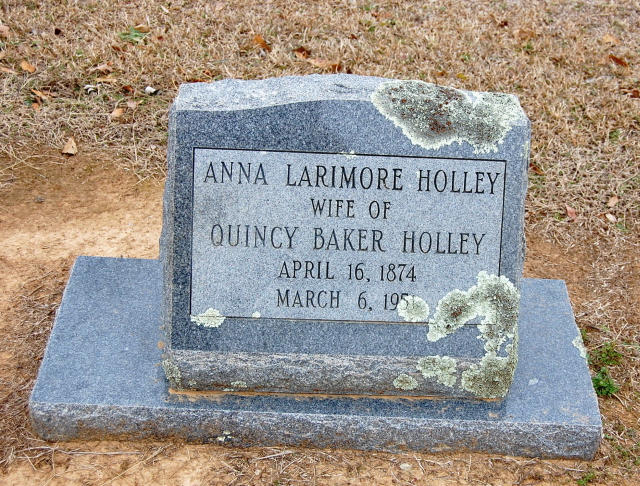 ANNA LARIMORE HOLLEY
WIFE OF
QUINCY BAKER HOLLEY
APRIL 16, 1874
MARCH 6,